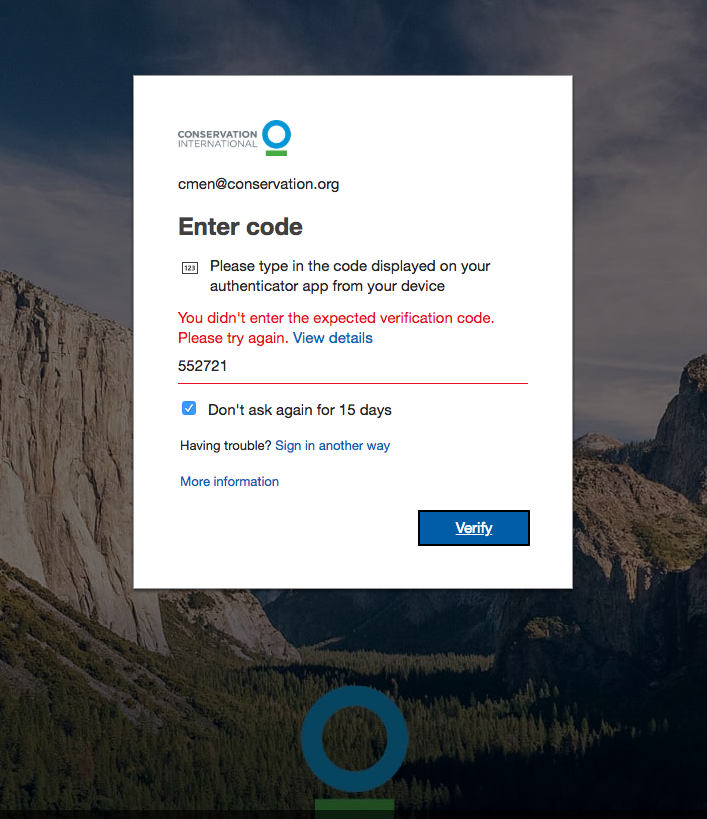 CONSERVATION
INTERNATIONAL
cmen@conservation.org
Enter code
123
Please type in the code displayed on your
authenticator app from your device
You didn't enter the expected verification code.
Please try again. View details
552721
Don't ask again for 15 days
Having trouble? Sign in another way
More information
Verify